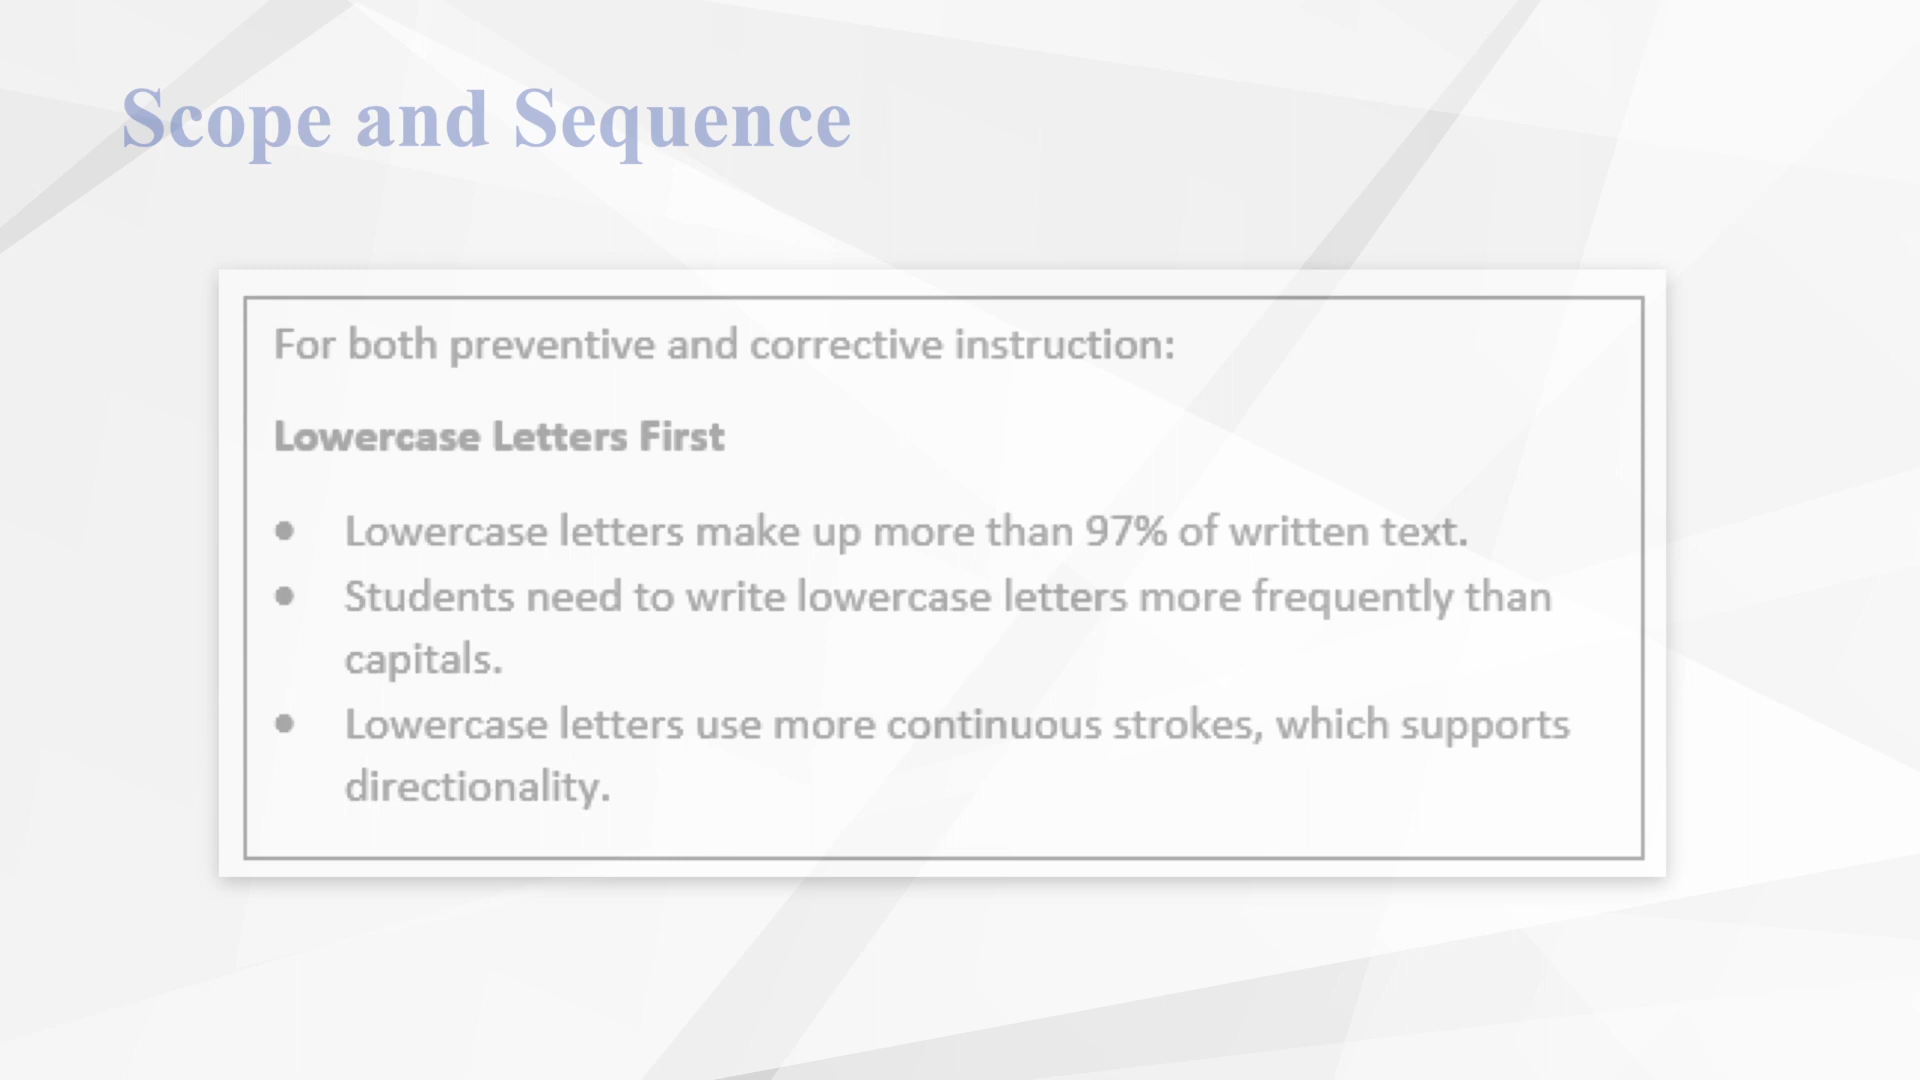 Scope and Sequence
For both preventive and corrective instruction:
Lowercase Letters First
● Lowercase letters make up more than 97% of written text.
● Students need to write lowercase letters more frequently than
capitals.
● Lowercase letters use more continuous strokes, which supports
directionality.